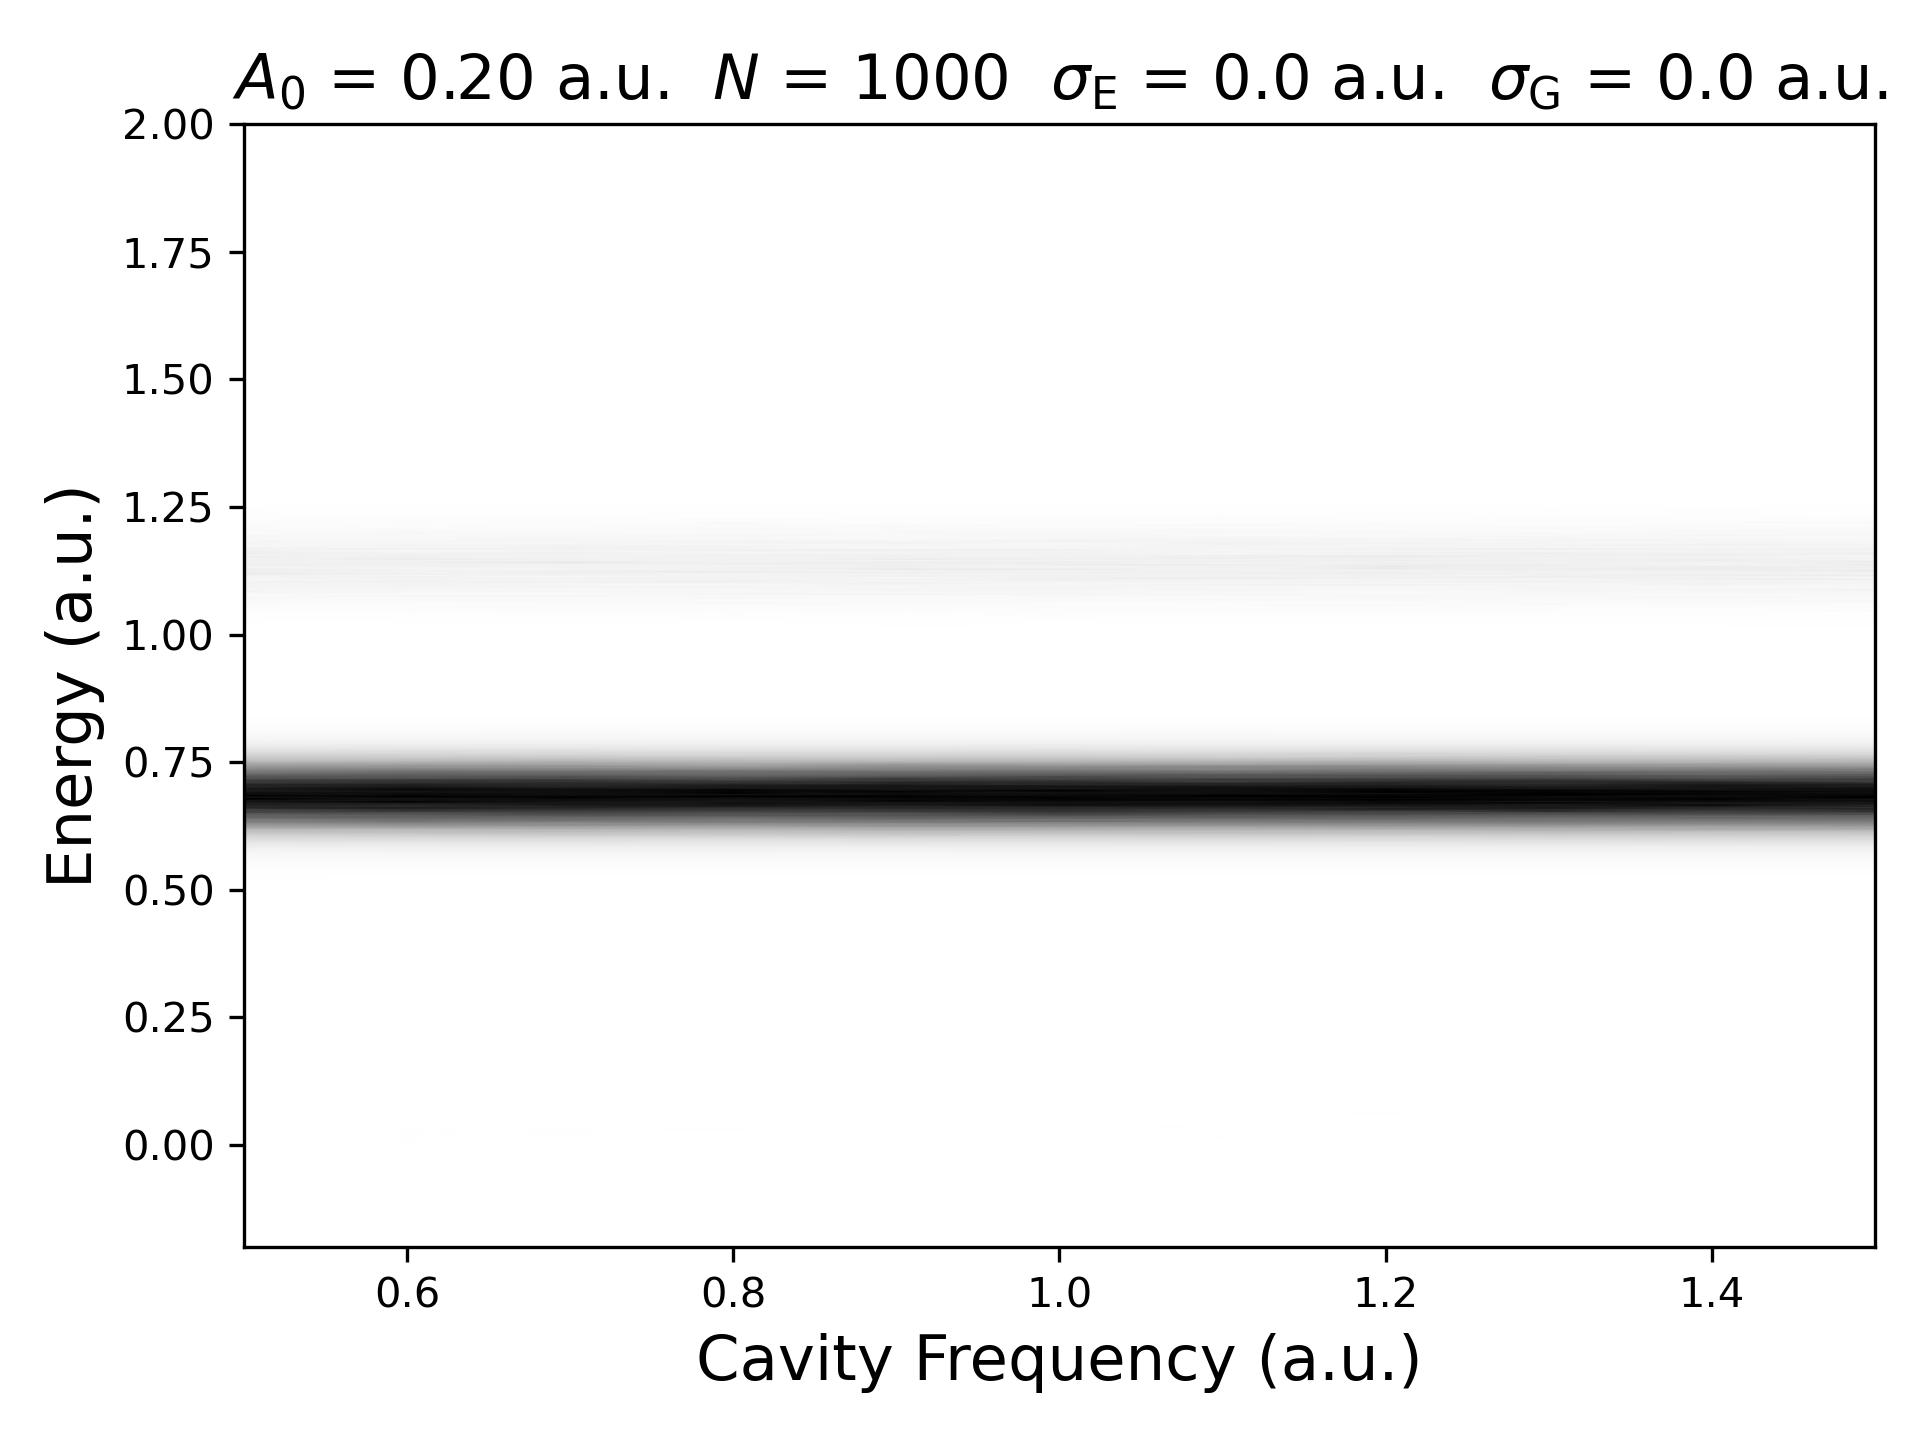 A₀ = 0.20 a.u. N = 1000 σE = 0.0 a.u. σG = 0.0 a.u.
2.00
1.75
1.50
1.25
1.00
0.75
0.50
0.25
0.00
Energy (a.u.)
0.6 0.8 1.0 1.2 1.4
Cavity Frequency (a.u.)